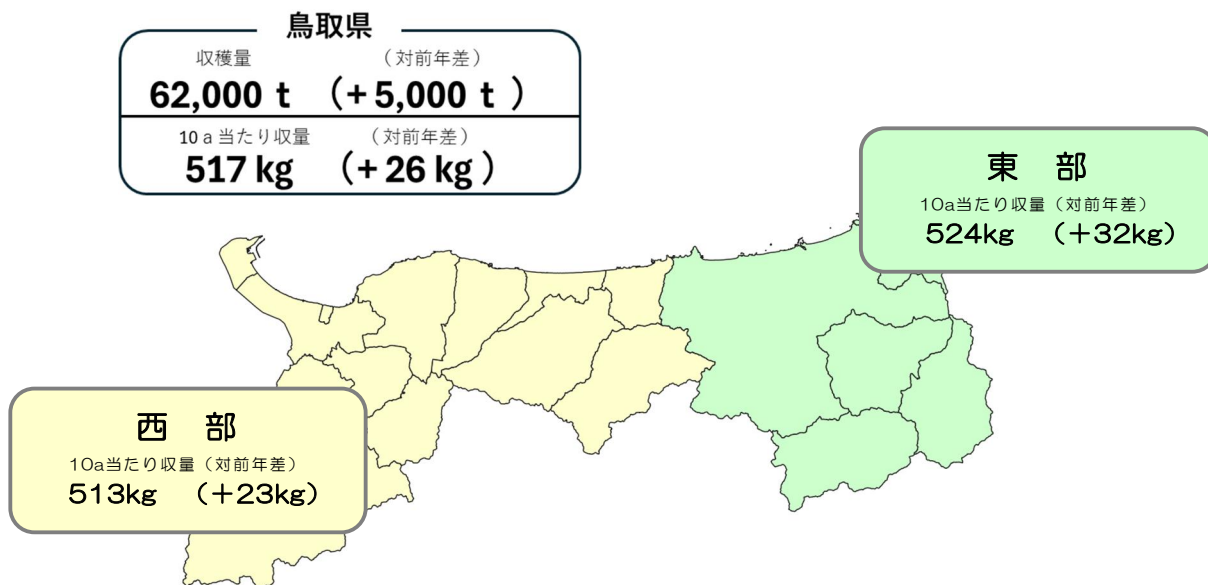 鳥取県
収穫量 (対前年差)
62,000 t (+5,000 t )
10 a 当たり収量 (対前年差)
517 kg (+26 kg )
東 部
10a当たり収量(対前年差)
524kg (+32kg)
西 部
10a当たり収量(対前年差)
513kg (+23kg)